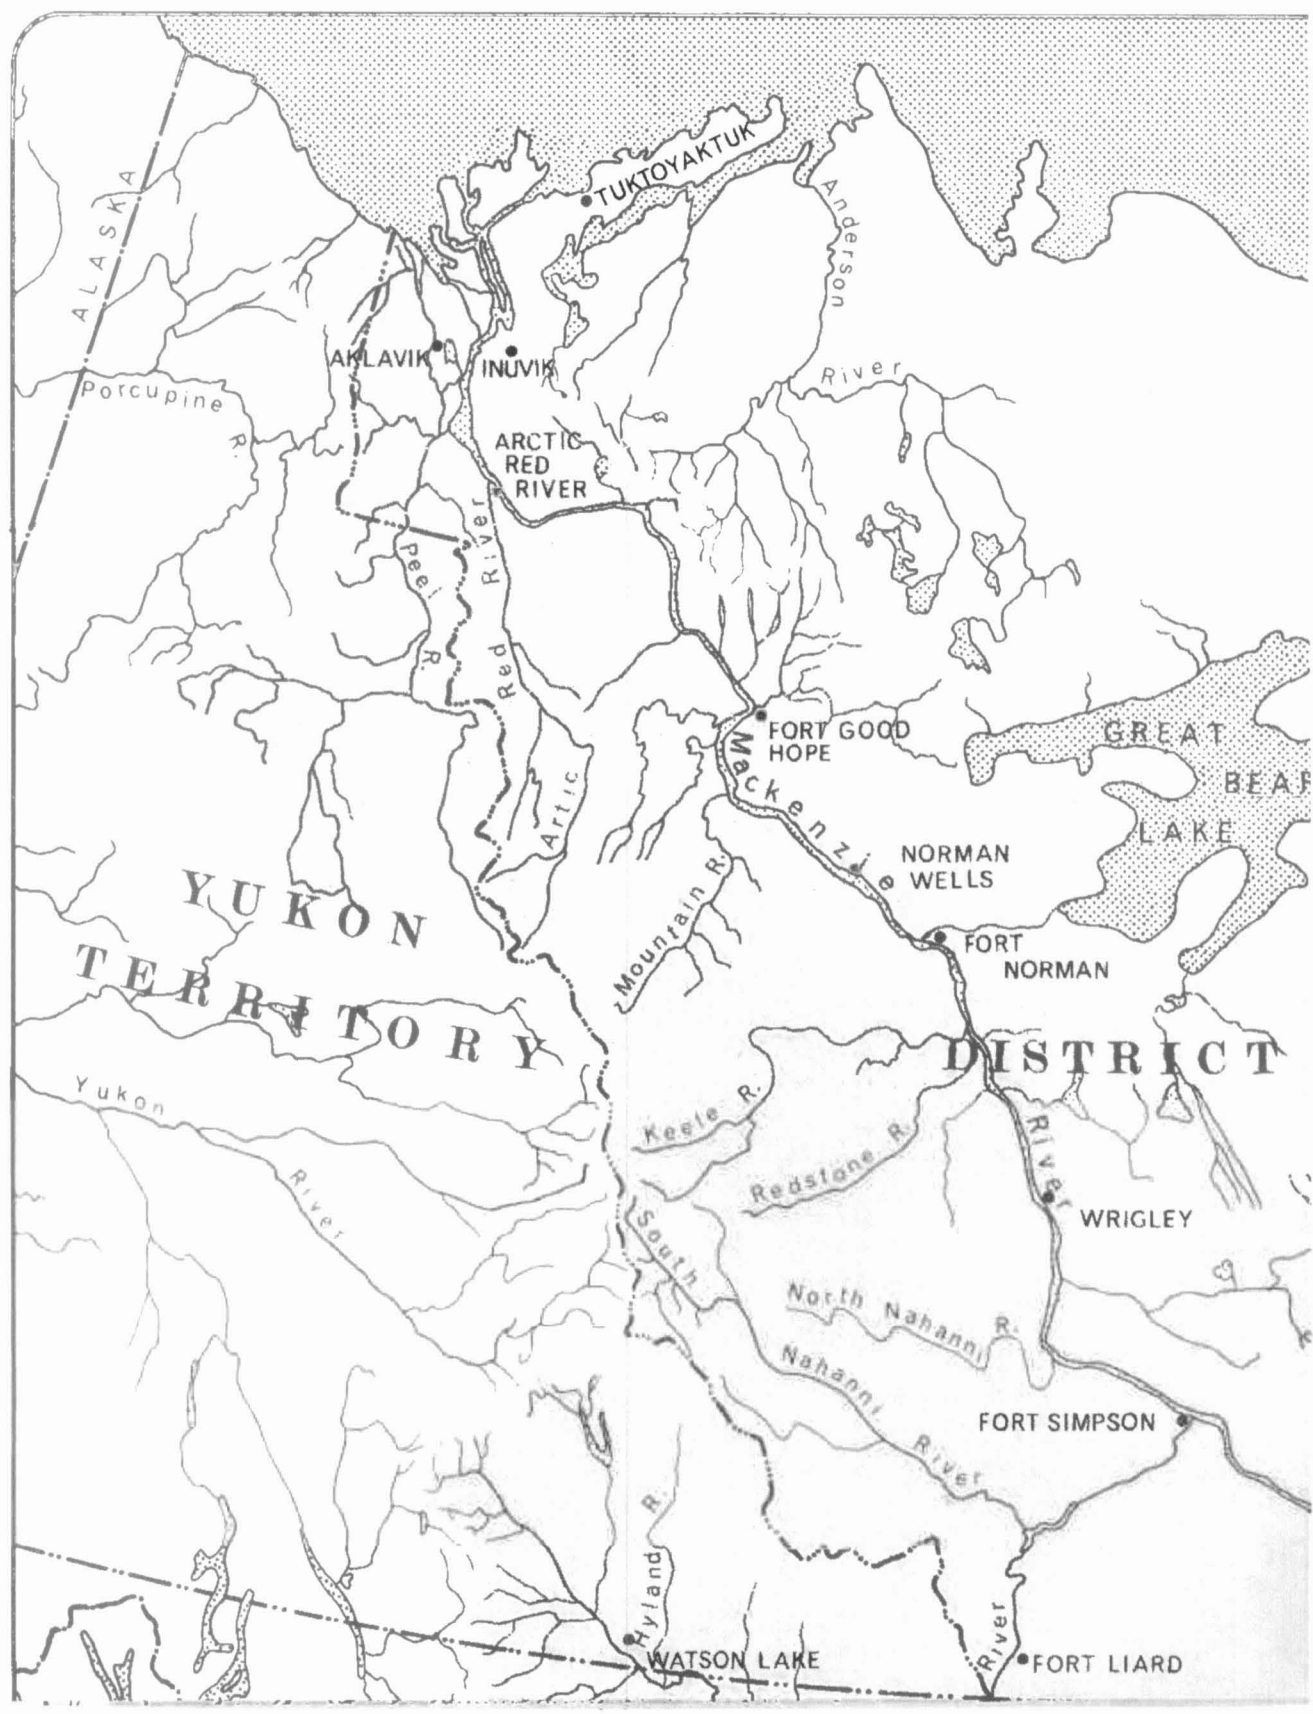 TUKTOYAKTUK
ALASKA
Anderson
River
AKLAVIK
INUVIK
Porcupine
R.
ARCTIC
RED
RIVER
Peel
R.
River
Red
Artic
FORT GOOD
HOPE
GREAT
BEAR
LAKE
Mackenzie
NORMAN
WELLS
YUKON
TERRITORY
Mountain R.
FORT
NORMAN
DISTRICT
Yukon
River
Keele R.
Redstone R.
River
WRIGLEY
South
North Nahanni R.
Nahanni
River
FORT SIMPSON
Hyland R.
WATSON LAKE
River
FORT LIARD